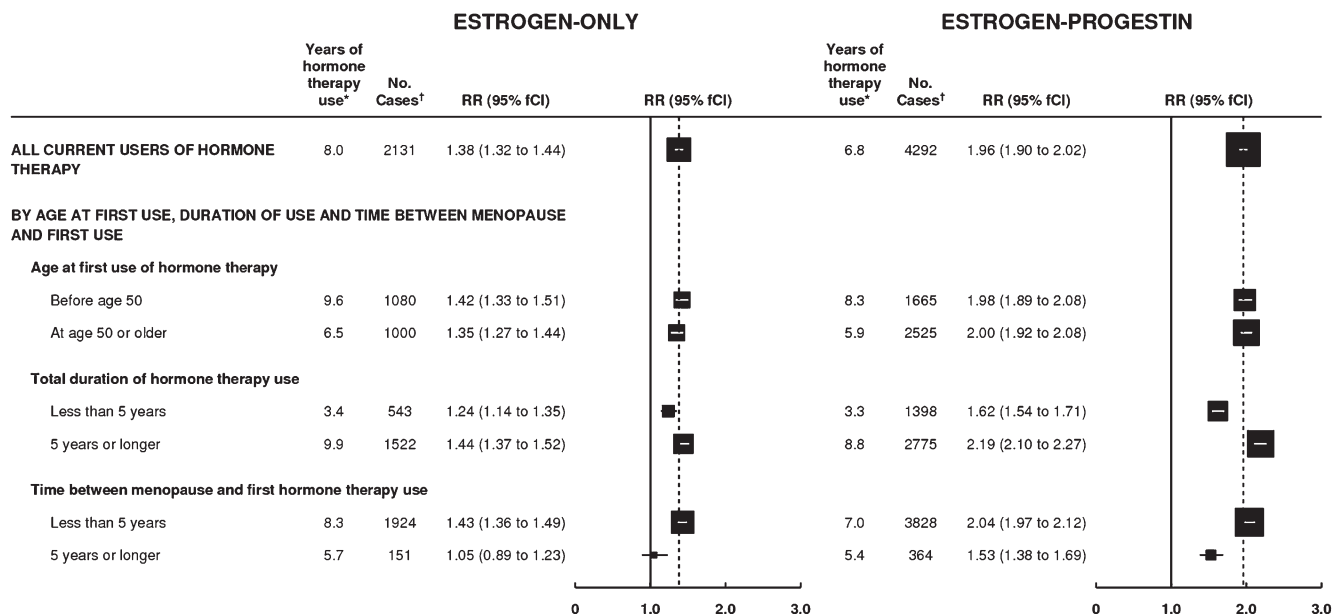 ESTROGEN-ONLY ESTROGEN-PROGESTIN
Years of hormone therapy use* No. Cases† RR (95% fCI) RR (95% fCI) Years of hormone therapy use* No. Cases† RR (95% fCI) RR (95% fCI)
ALL CURRENT USERS OF HORMONE 8.0 2131 1.38 (1.32 to 1.44) 6.8 4292 1.96 (1.90 to 2.02)
THERAPY
BY AGE AT FIRST USE, DURATION OF USE AND TIME BETWEEN MENOPAUSE
AND FIRST USE
Age at first use of hormone therapy
Before age 50 9.6 1080 1.42 (1.33 to 1.51) 8.3 1665 1.98 (1.89 to 2.08)
At age 50 or older 6.5 1000 1.35 (1.27 to 1.44) 5.9 2525 2.00 (1.92 to 2.08)
Total duration of hormone therapy use
Less than 5 years 3.4 543 1.24 (1.14 to 1.35) 3.3 1398 1.62 (1.54 to 1.71)
5 years or longer 9.9 1522 1.44 (1.37 to 1.52) 8.8 2775 2.19 (2.10 to 2.27)
Time between menopause and first hormone therapy use
Less than 5 years 8.3 1924 1.43 (1.36 to 1.49) 7.0 3828 2.04 (1.97 to 2.12)
5 years or longer 5.7 151 1.05 (0.89 to 1.23) 5.4 364 1.53 (1.38 to 1.69)
0 1.0 2.0 3.0 0 1.0 2.0 3.0